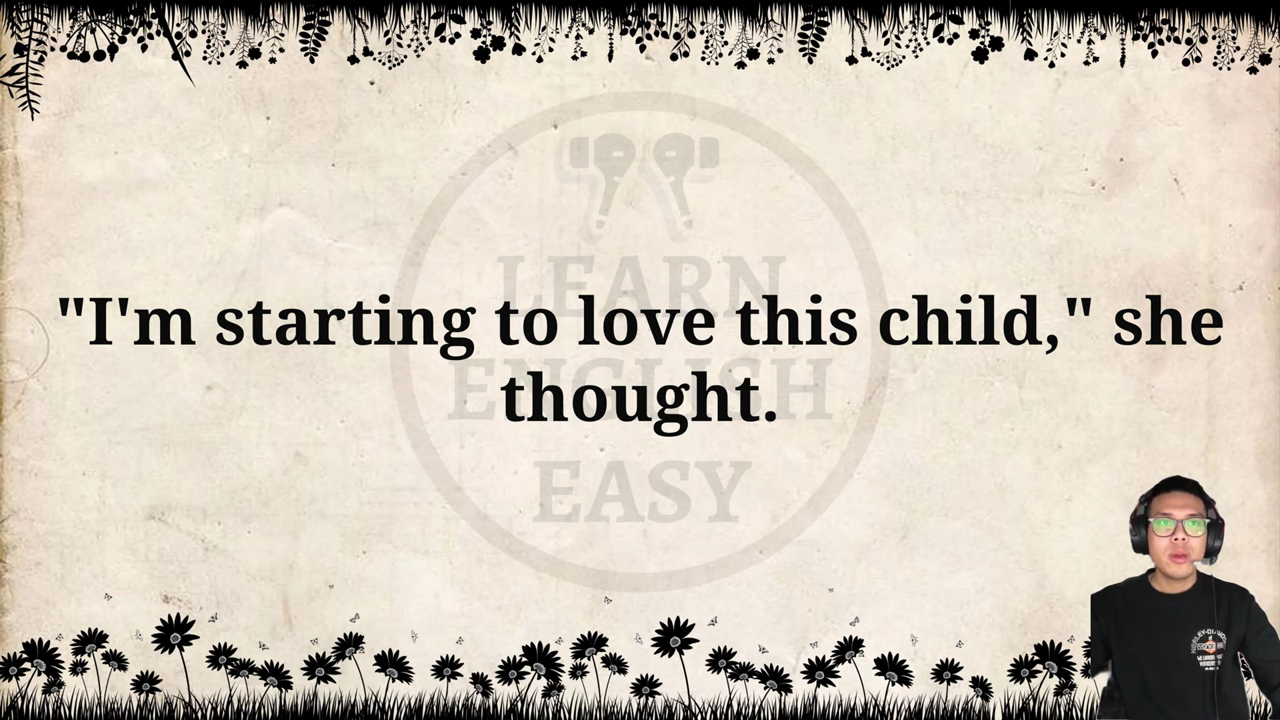 LEARN
"I'm starting to love this child," she
ENGLISH
thought.
EASY